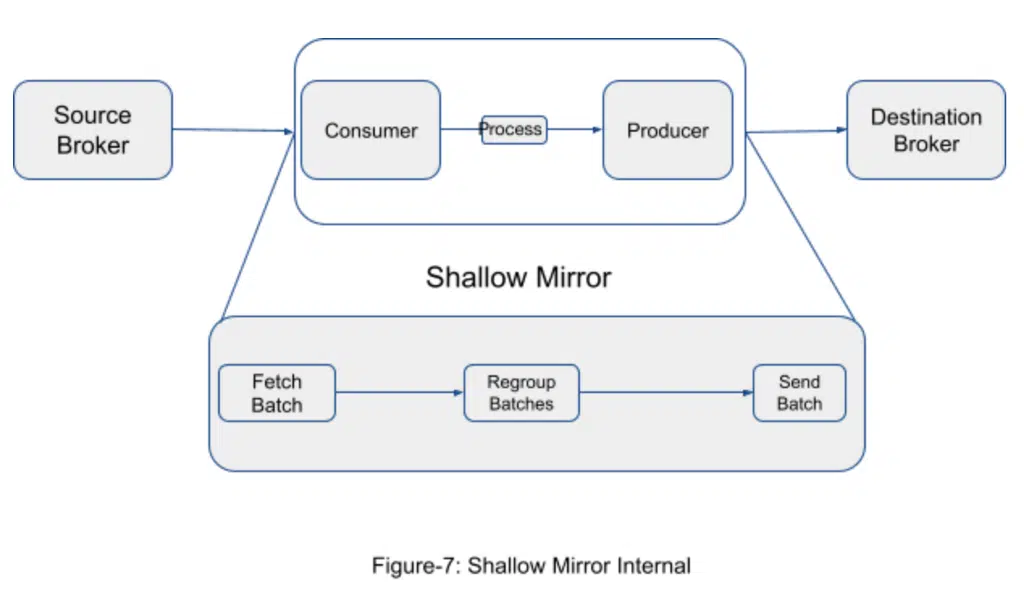 Source
Broker
Consumer
Process
Producer
Destination
Broker
Shallow Mirror
Fetch
Batch
Regroup
Batches
Send
Batch
Figure-7: Shallow Mirror Internal